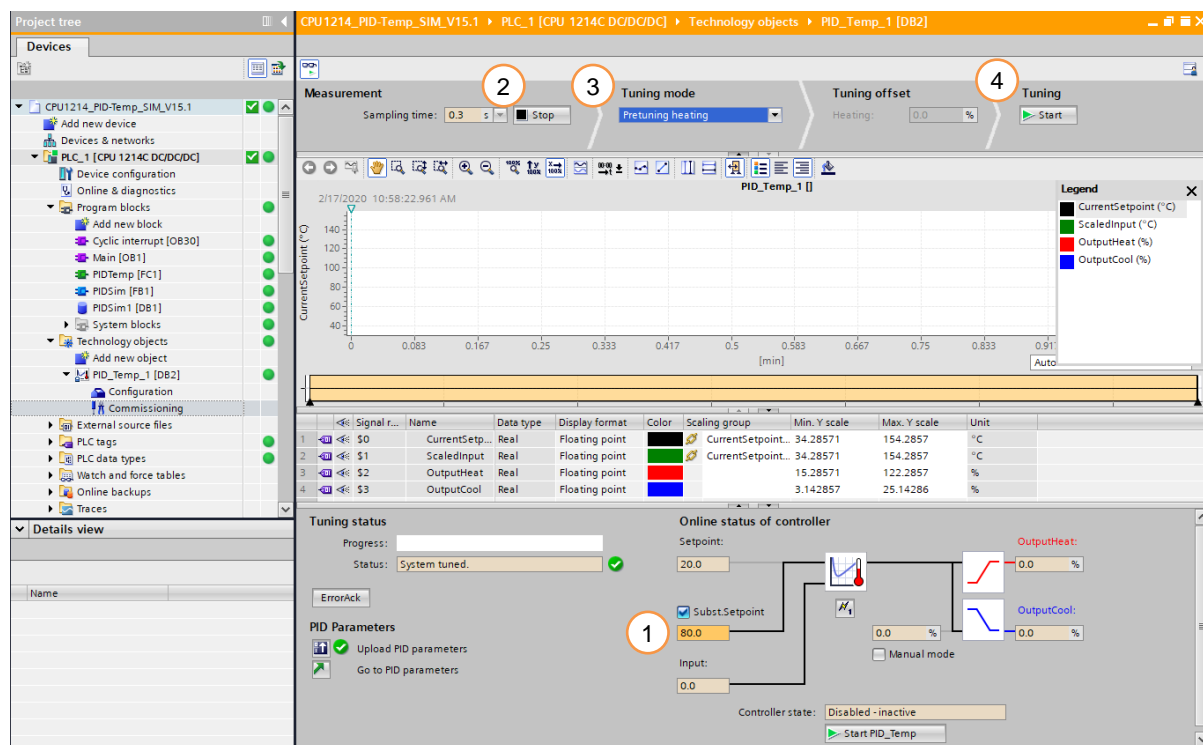 Project tree
CPU1214_PID-Temp_SIM_V15.1 ▸ PLC_1 [CPU 1214C DC/DC/DC] ▸ Technology objects ▸ PID_Temp_1 [DB2]
Devices
CPU1214_PID-Temp_SIM_V15.1
Add new device
Devices & networks
PLC_1 [CPU 1214C DC/DC/DC]
Device configuration
Online & diagnostics
Program blocks
Add new block
Cyclic interrupt [OB30]
Main [OB1]
PIDTemp [FC1]
PIDSim [FB1]
PIDSim1 [DB1]
System blocks
Technology objects
Add new object
PID_Temp_1 [DB2]
Configuration
Commissioning
External source files
PLC tags
PLC data types
Watch and force tables
Online backups
Traces
Details view
Name
Measurement
Sampling time: 0.3 s
2
Stop
3
Tuning mode
Pretuning heating
Tuning offset
Heating: 0.0 %
4
Tuning
Start
PID_Temp_1 []
2/17/2020 10:58:22.961 AM
CurrentSetpoint (°C)
140
120
100
80
60
40
0 0.083 0.167 0.25 0.333 0.417 0.5 0.583 0.667 0.75 0.833
[min]
Auto
Legend
CurrentSetpoint (°C)
ScaledInput (°C)
OutputHeat (%)
OutputCool (%)
Signal r... Name Data type Display format Color Scaling group Min. Y scale Max. Y scale Unit
1 $0 CurrentSetp... Real Floating point CurrentSetpoint... 34.28571 154.2857 °C
2 $1 ScaledInput Real Floating point CurrentSetpoint... 34.28571 154.2857 °C
3 $2 OutputHeat Real Floating point 15.28571 122.2857 %
4 $3 OutputCool Real Floating point 3.142857 25.14286 %
Tuning status
Progress:
Status: System tuned.
ErrorAck
PID Parameters
Upload PID parameters
Go to PID parameters
Online status of controller
Setpoint:
20.0
1
Subst.Setpoint
80.0
Input:
0.0
0.0 %
Manual mode
OutputHeat:
0.0 %
OutputCool:
0.0 %
Controller state: Disabled - inactive
Start PID_Temp